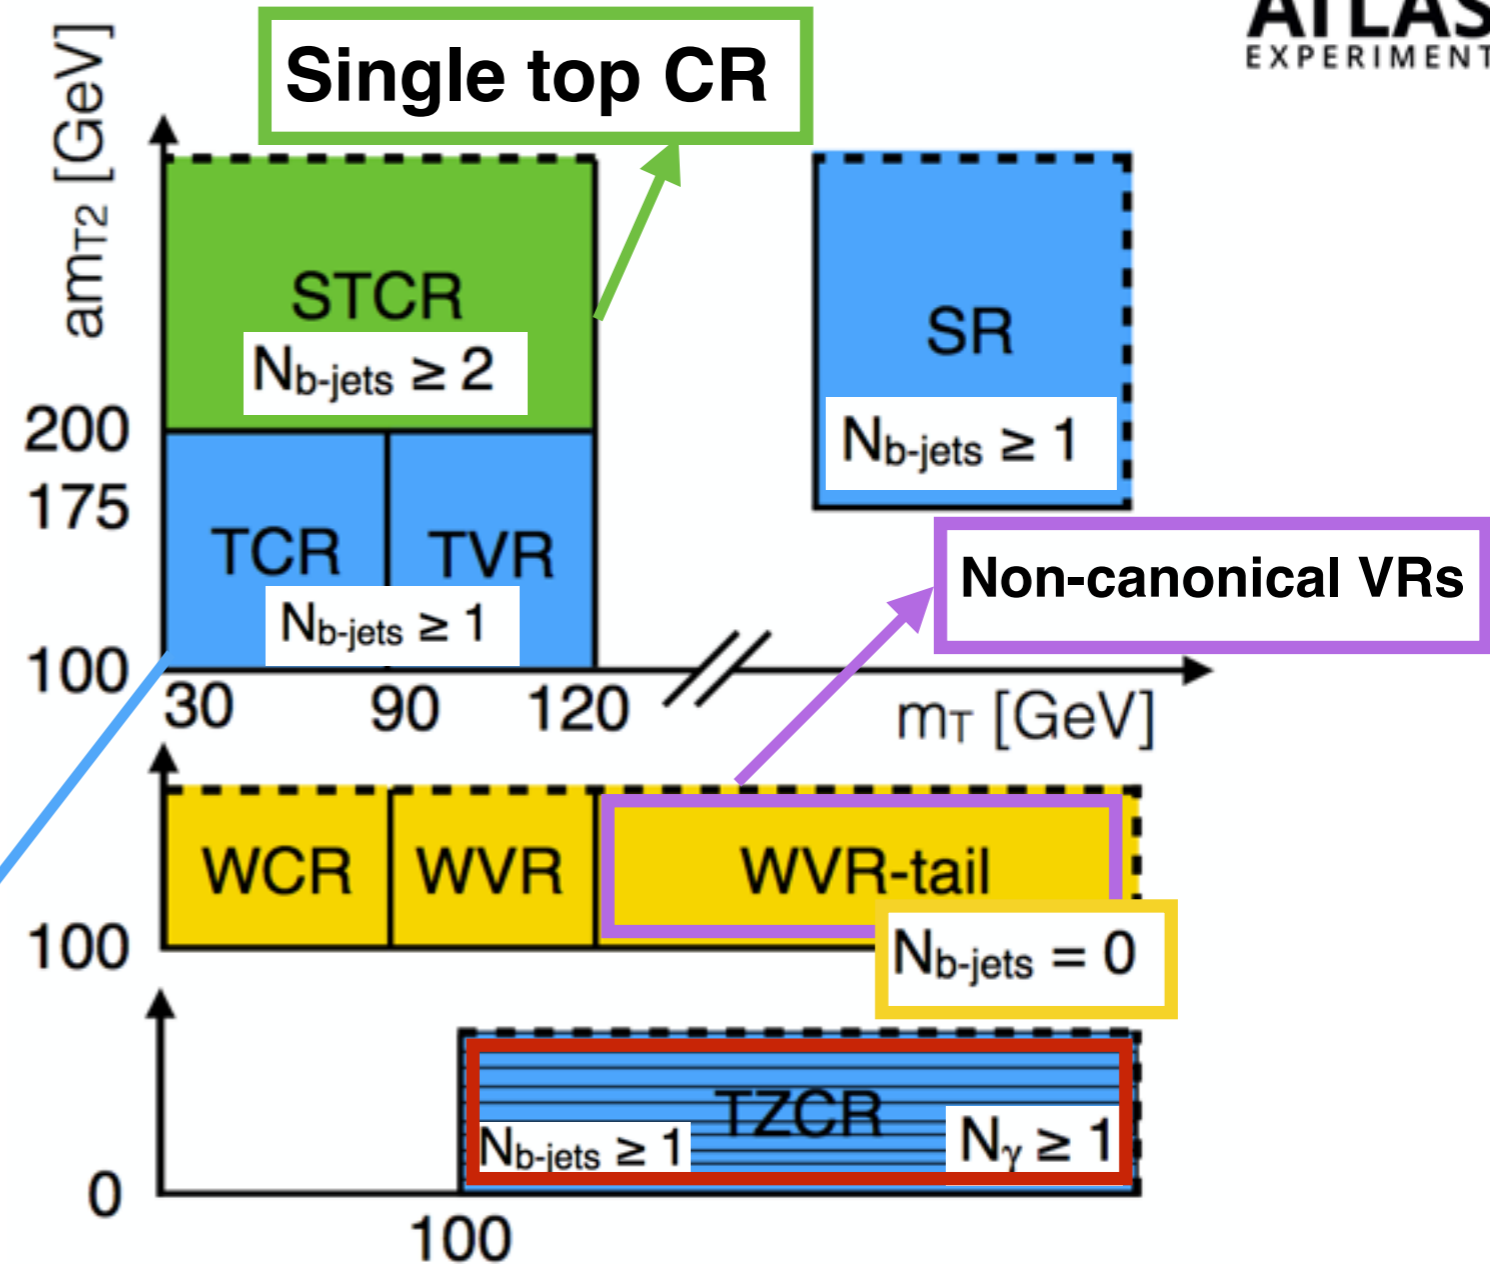 ATLAS
EXPERIMENT
Single top CR
amT2 [GeV]
STCR
Nb-jets ≥ 2
SR
Nb-jets ≥ 1
200
175
TCR
TVR
Nb-jets ≥ 1
Non-canonical VRs
100
30
90
120
mT [GeV]
WCR
WVR
WVR-tail
100
Nb-jets = 0
TZCR
Nb-jets ≥ 1
Nγ ≥ 1
0
100